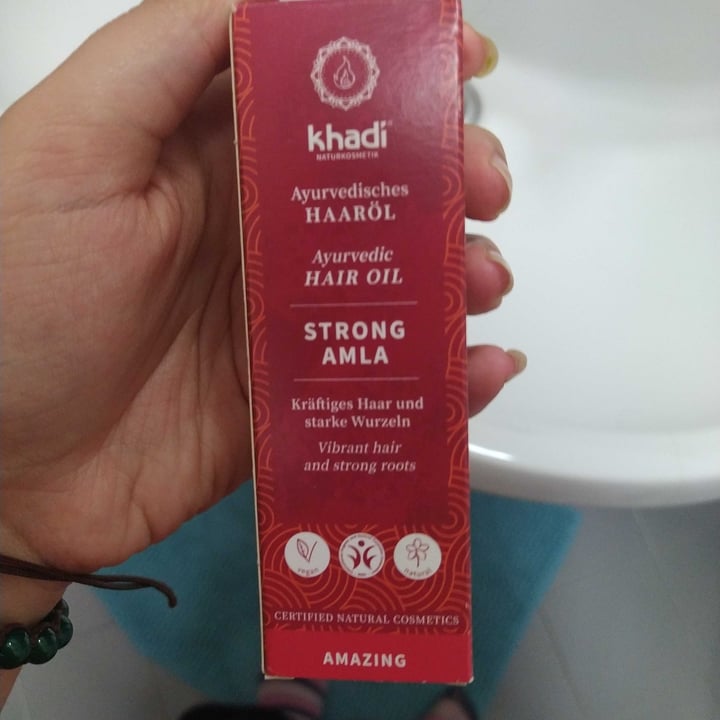 khadi
NATURKOSMETIK
Ayurvedisches
HAARÖL
Ayurvedic
HAIR OIL
STRONG
AMLA
Kräftiges Haar und
starke Wurzeln
Vibrant hair
and strong roots
vegan
natural
CERTIFIED NATURAL COSMETICS
AMAZING